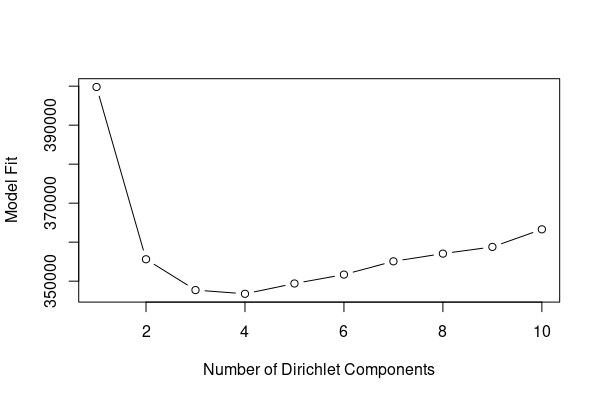 Model Fit
390000
370000
350000
2 4 6 8 10
Number of Dirichlet Components